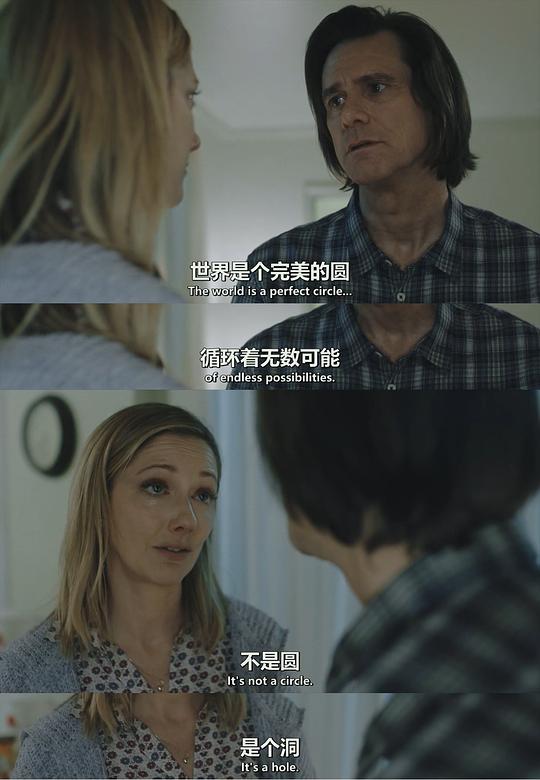 世界是个完美的圆
The world is a perfect circle...
循环着无数可能
of endless possibilities.
不是圆
It's not a circle.
是个洞
It's a hole.